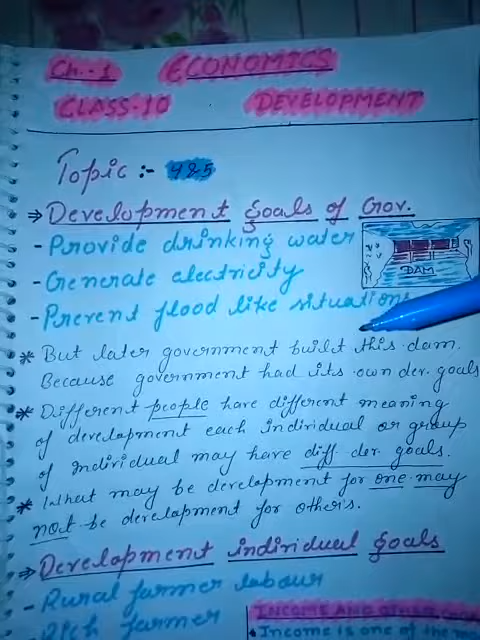 Ch.-1 ECONOMICS
CLASS-10 DEVELOPMENT
Topic :- 4&5
⇒ Development goals of Gov.
- Provide drinking water
- Generate electricity
- Prevent flood like situations
DAM
* But later government built this dam.
Because government had its own dev. goals
* Different people have different meaning
of development each individual or group
of individual may have diff. dev. goals.
* What may be development for one may
not be development for others.
⇒ Development individual goals
- Rural farmer labour
- Rich farmer
INCOME AND OTHER
• Income is one of the